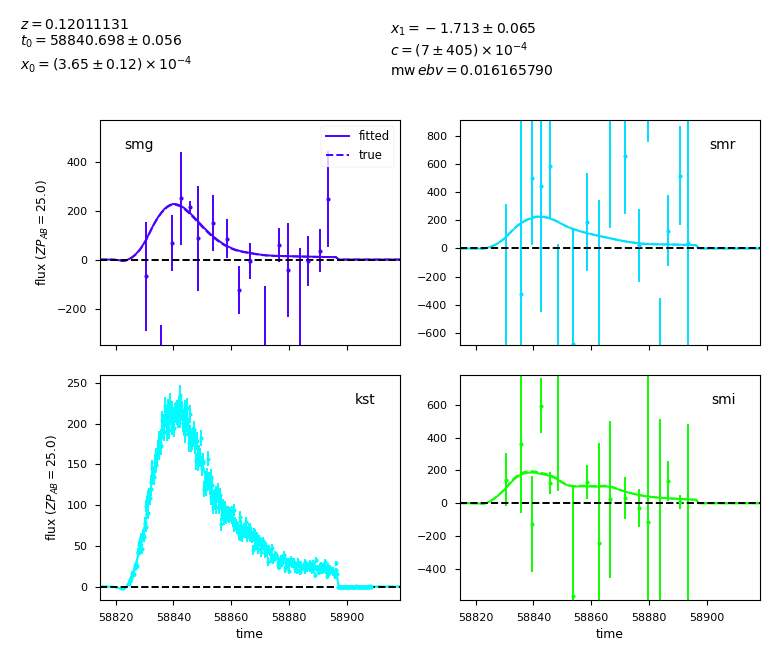 z = 0.12011131
t₀ = 58840.698 ± 0.056
x₀ = (3.65 ± 0.12) × 10⁻⁴
x₁ = −1.713 ± 0.065
c = (7 ± 405) × 10⁻⁴
mw ebv = 0.016165790
smg
fitted
true
400
200
0
−200
flux (ZP_AB = 25.0)
smr
800
600
400
200
0
−200
−400
−600
kst
250
200
150
100
50
0
flux (ZP_AB = 25.0)
58820 58840 58860 58880 58900
time
smi
600
400
200
0
−200
−400
58820 58840 58860 58880 58900
time